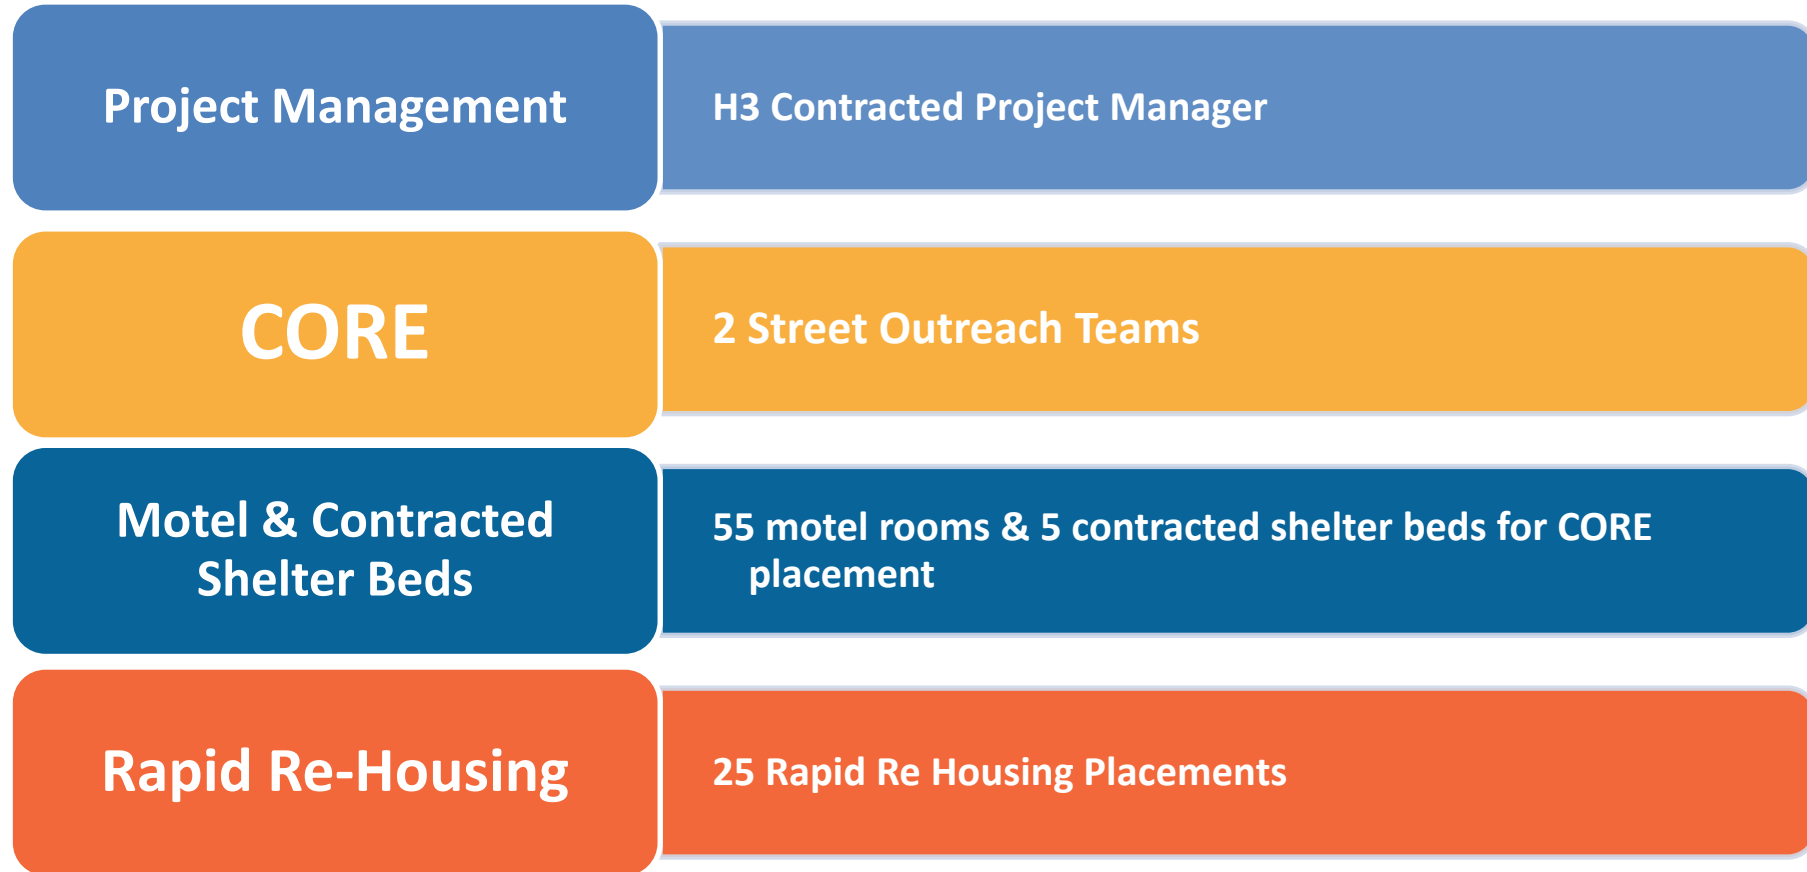 Project Management
H3 Contracted Project Manager
CORE
2 Street Outreach Teams
Motel & Contracted
Shelter Beds
55 motel rooms & 5 contracted shelter beds for CORE
placement
Rapid Re-Housing
25 Rapid Re Housing Placements